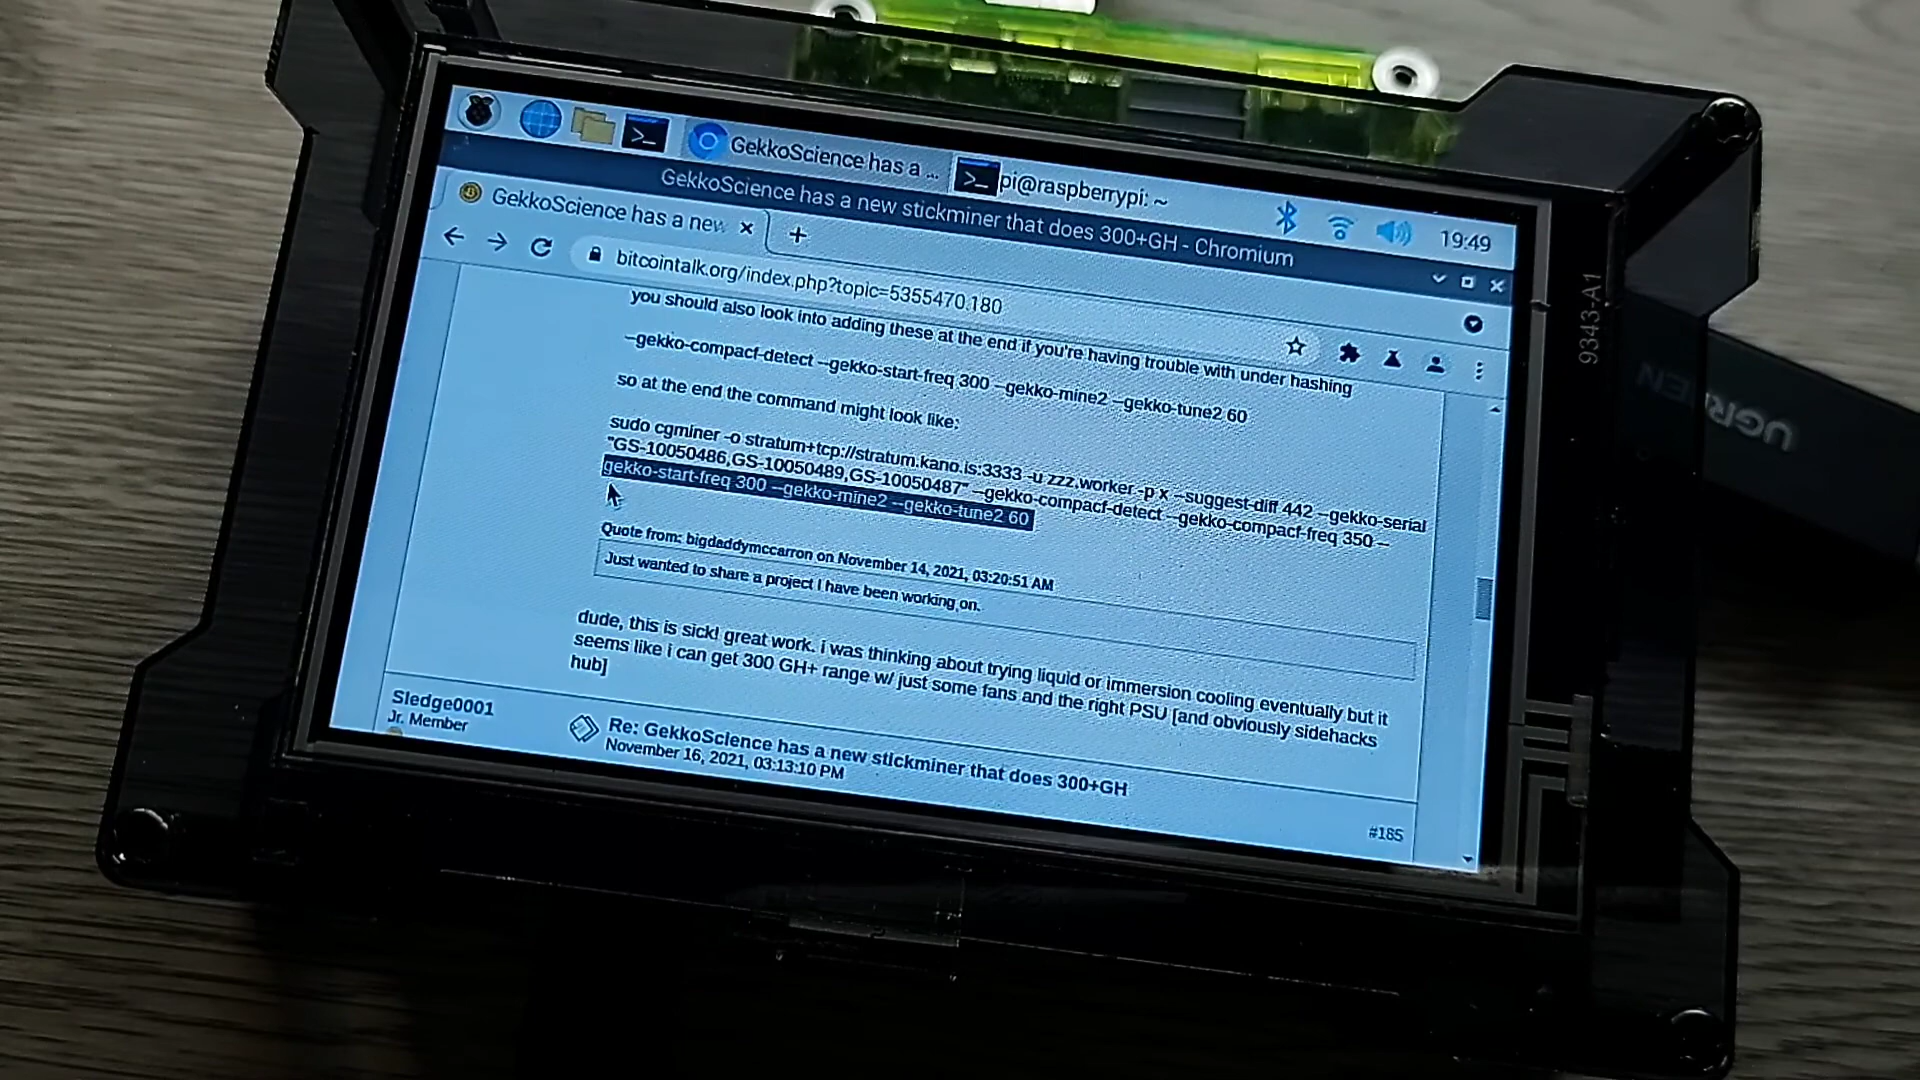 GekkoScience has a ...
pi@raspberrypi: ~
19:49
GekkoScience has a new stickminer that does 300+GH - Chromium
GekkoScience has a new
bitcointalk.org/index.php?topic=5355470.180
you should also look into adding these at the end if you're having trouble with under hashing
--gekko-compacf-detect --gekko-start-freq 300 --gekko-mine2 --gekko-tune2 60
so at the end the command might look like:
sudo cgminer -o stratum+tcp://stratum.kano.is:3333 -u zzz.worker -p x --suggest-diff 442 --gekko-serial
"GS-10050486,GS-10050489,GS-10050487" --gekko-compacf-detect --gekko-compacf-freq 350 --
gekko-start-freq 300 --gekko-mine2 --gekko-tune2 60
Quote from: bigdaddymccarron on November 14, 2021, 03:20:51 AM
Just wanted to share a project I have been working on.
dude, this is sick! great work. i was thinking about trying liquid or immersion cooling eventually but it
seems like i can get 300 GH+ range w/ just some fans and the right PSU [and obviously sidehacks
hub]
Sledge0001
Jr. Member
Re: GekkoScience has a new stickminer that does 300+GH
November 16, 2021, 03:13:10 PM
#185
9343-A1
UGREEN